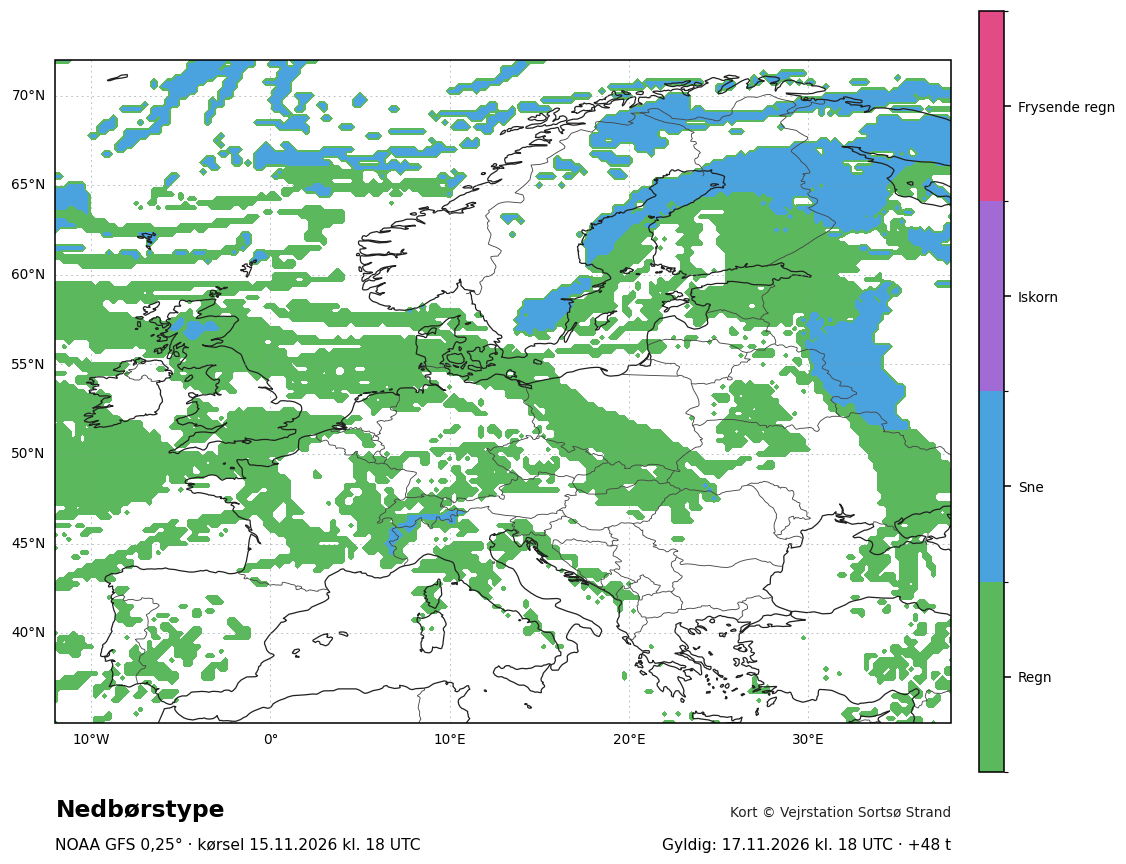 Frysende regn
Iskorn
Sne
Regn
70°N
65°N
60°N
55°N
50°N
45°N
40°N
10°W
0°
10°E
20°E
30°E
Nedbørstype
Kort © Vejrstation Sortsø Strand
NOAA GFS 0,25° · kørsel 15.11.2026 kl. 18 UTC
Gyldig: 17.11.2026 kl. 18 UTC · +48 t